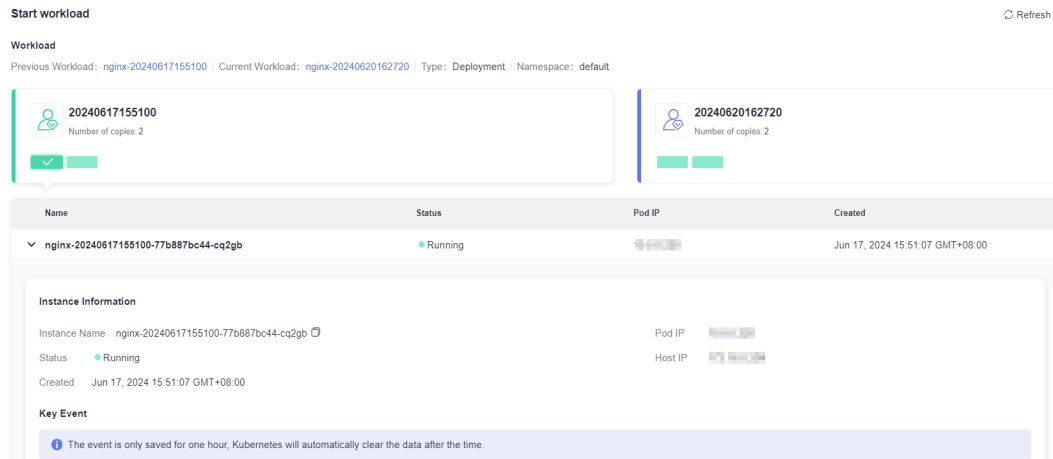 Start workload
Refresh
Workload
Previous Workload: nginx-20240617155100 | Current Workload: nginx-20240620162720 | Type: Deployment | Namespace: default
20240617155100
Number of copies: 2
20240620162720
Number of copies: 2
Name Status Pod IP Created
nginx-20240617155100-77b887bc44-cq2gb Running Jun 17, 2024 15:51:07 GMT+08:00
Instance Information
Instance Name nginx-20240617155100-77b887bc44-cq2gb Pod IP
Status Running Host IP
Created Jun 17, 2024 15:51:07 GMT+08:00
Key Event
The event is only saved for one hour, Kubernetes will automatically clear the data after the time.